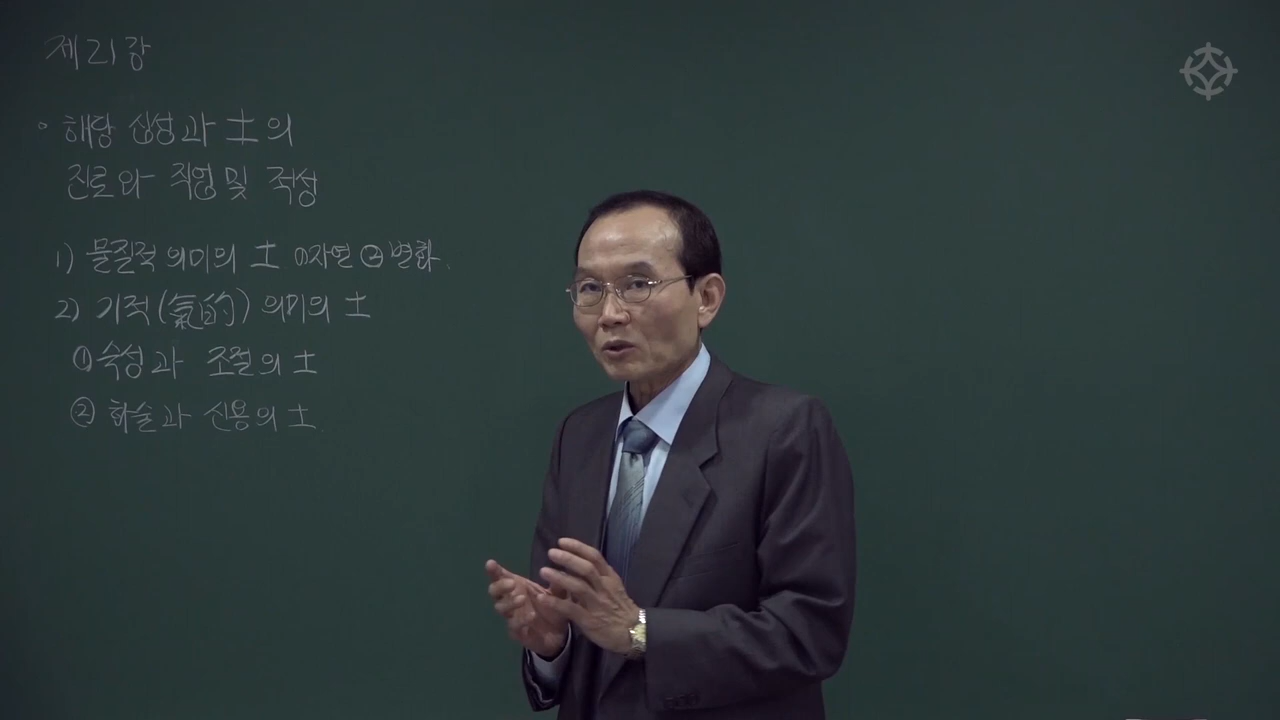 제21강
◦ 해당 십성과 土의
진로와 직업 및 적성
1) 물질적 의미의 土 ①자연 ②변화.
2) 기적(氣的) 의미의 土
①숙성과 조절의 土
② 학술과 신용의 土.